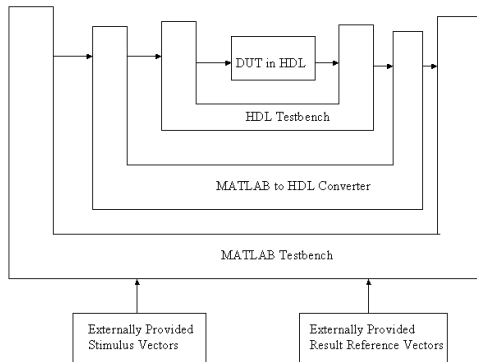 DUT in HDL
HDL Testbench
MATLAB to HDL Converter
MATLAB Testbench
Externally Provided
Stimulus Vectors
Externally Provided
Result Reference Vectors